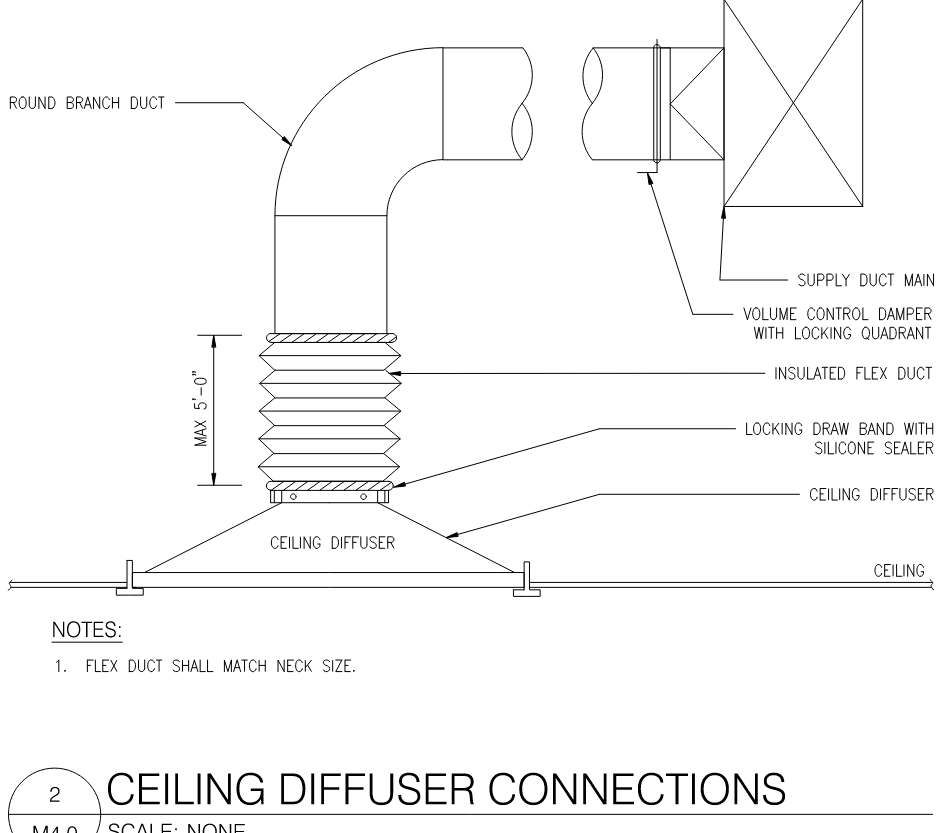 ROUND BRANCH DUCT
SUPPLY DUCT MAIN
VOLUME CONTROL DAMPER
WITH LOCKING QUADRANT
INSULATED FLEX DUCT
MAX 5'-0"
LOCKING DRAW BAND WITH
SILICONE SEALER
CEILING DIFFUSER
CEILING DIFFUSER
CEILING
NOTES:
1. FLEX DUCT SHALL MATCH NECK SIZE.
2
CEILING DIFFUSER CONNECTIONS
M4.0
SCALE: NONE